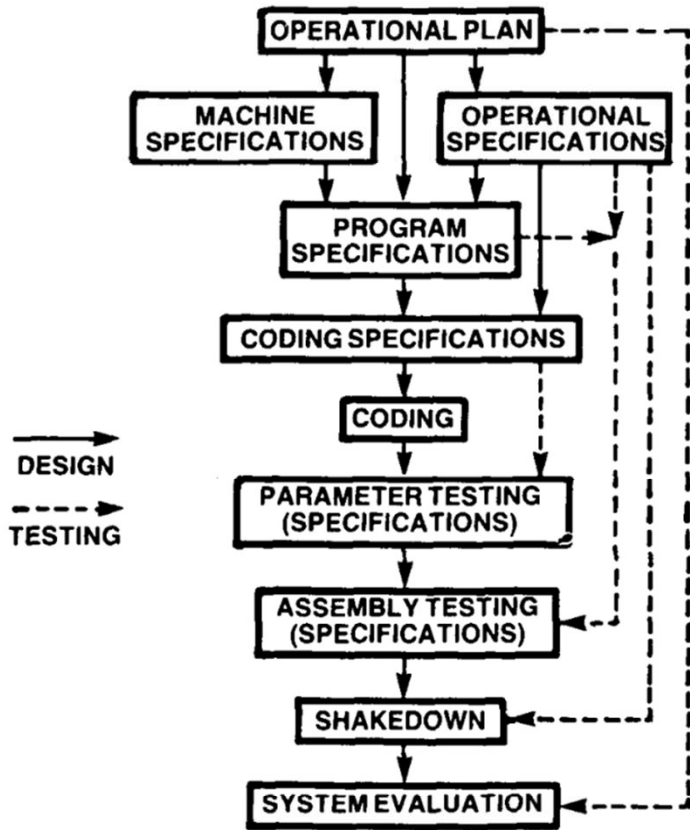 OPERATIONAL PLAN
MACHINE
SPECIFICATIONS
OPERATIONAL
SPECIFICATIONS
PROGRAM
SPECIFICATIONS
CODING SPECIFICATIONS
CODING
DESIGN
TESTING
PARAMETER TESTING
(SPECIFICATIONS)
ASSEMBLY TESTING
(SPECIFICATIONS)
SHAKEDOWN
SYSTEM EVALUATION